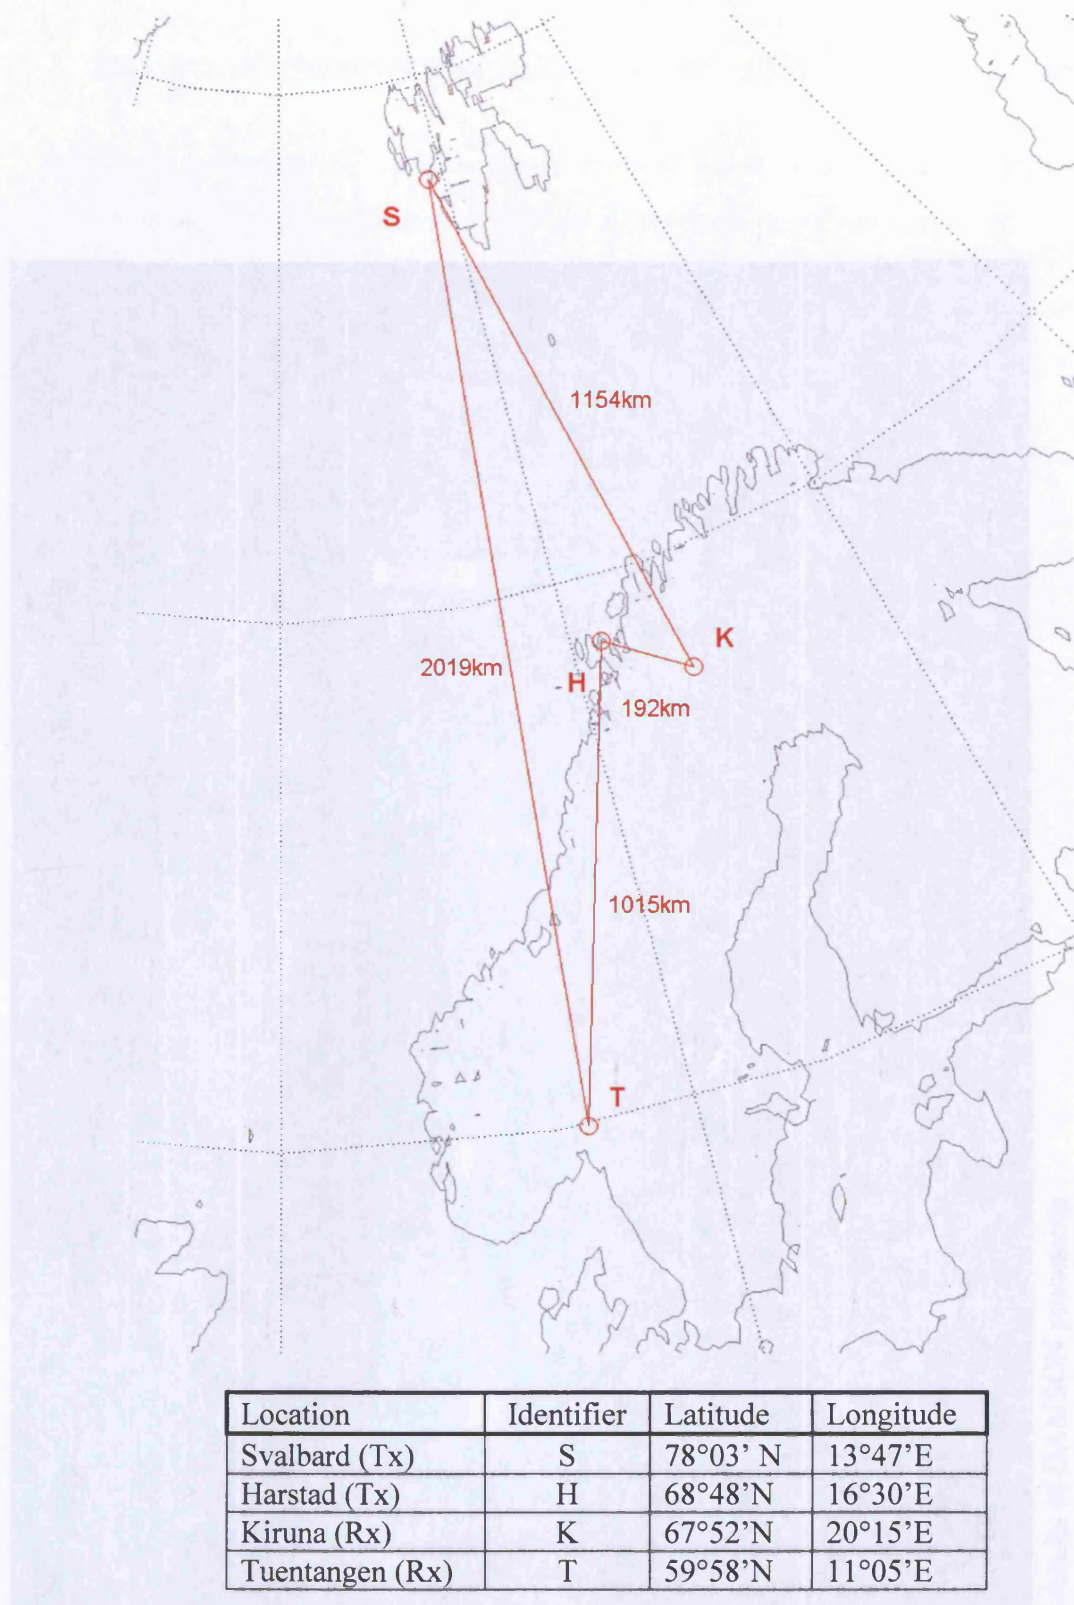 S
1154km
K
2019km
H
192km
1015km
T
Location Identifier Latitude Longitude
Svalbard (Tx) S 78°03’ N 13°47’E
Harstad (Tx) H 68°48’N 16°30’E
Kiruna (Rx) K 67°52’N 20°15’E
Tuentangen (Rx) T 59°58’N 11°05’E